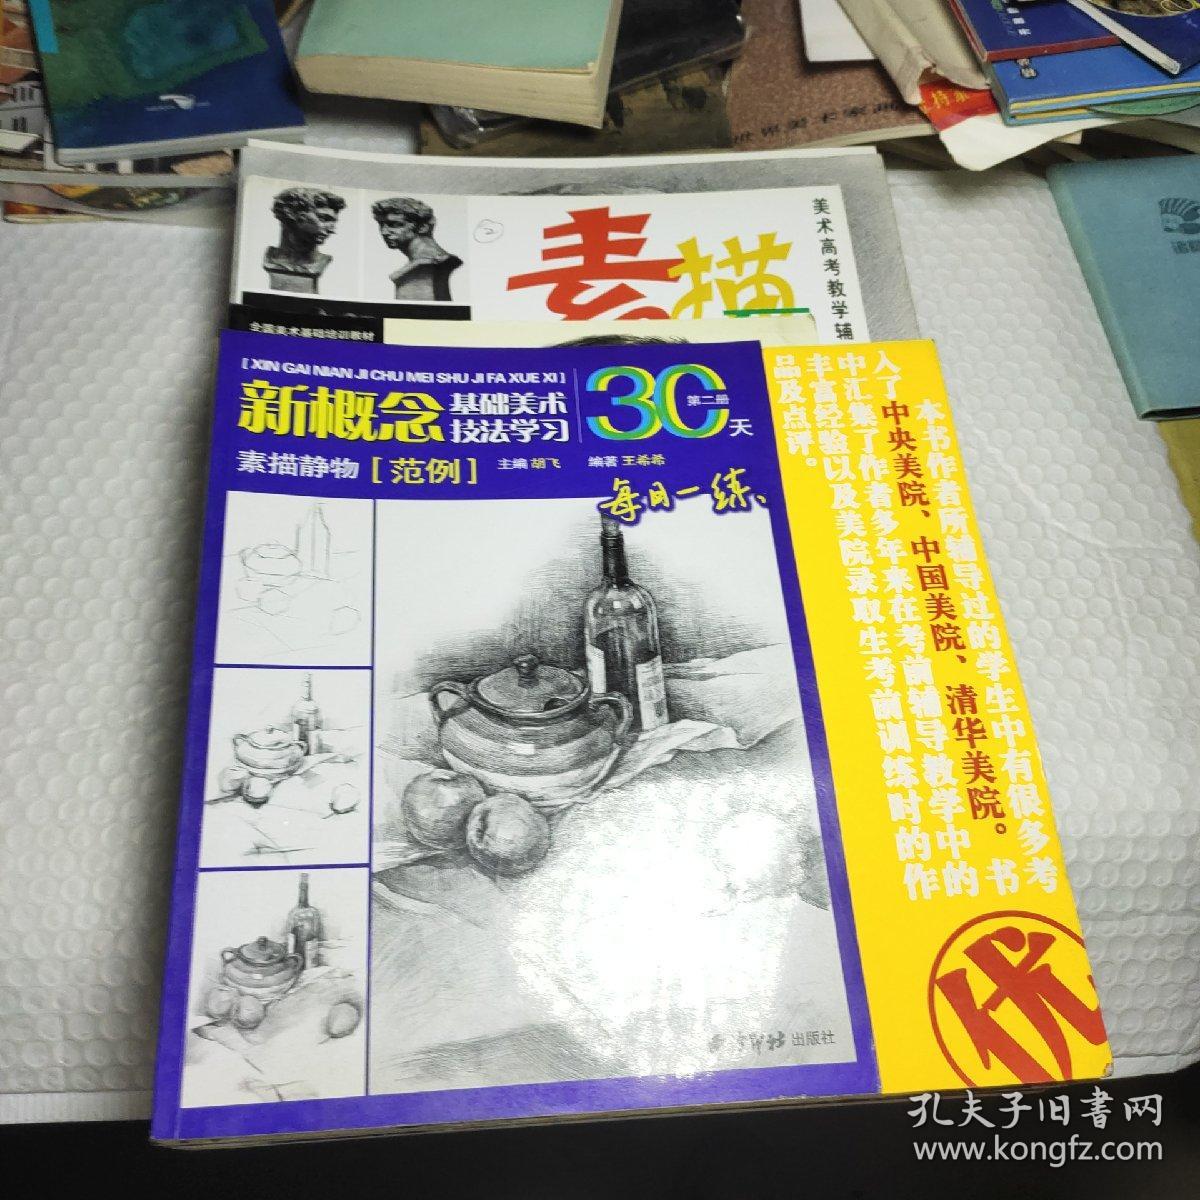 世界美术家画
素描
美术高考教学辅
全国美术基础培训教材
[ XIN GAI NIAN JI CHU MEI SHU JI FA XUE XI ]
新概念
基础美术
技法学习
30
第二册
天
素描静物 [ 范例 ]
主编 胡飞 编著 王希希
每日一练
本书作者所辅导过的学生中有很多考
入了中央美院、中国美院、清华美院。书
中汇集了作者多年来在考前辅导教学中的
丰富经验以及美院录取生考前训练时的作
品及点评。
优
出版社
孔夫子旧书网
www.kongfz.com